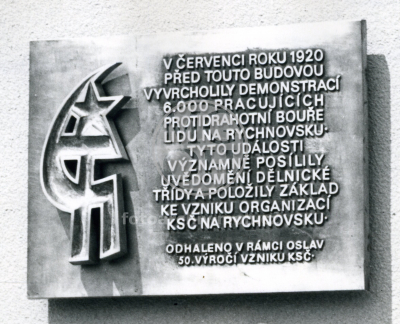 V ČERVENCI ROKU 1920
PŘED TOUTO BUDOVOU
VYVRCHOLILY DEMONSTRACÍ
6.000 PRACUJÍCÍCH
PROTIDRAHOTNÍ BOUŘE
LIDU NA RYCHNOVSKU·
TYTO UDÁLOSTI
VÝZNAMNĚ POSÍLILY
UVĚDOMĚNÍ DĚLNICKÉ
TŘÍDY A POLOŽILY ZÁKLAD
KE VZNIKU ORGANIZACÍ
KSČ NA RYCHNOVSKU·
ODHALENO V RÁMCI OSLAV
50. VÝROČÍ VZNIKU KSČ·